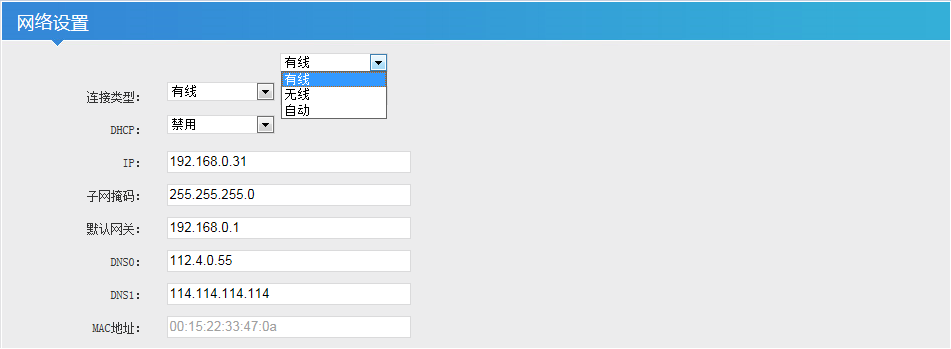 网络设置
有线
有线
无线
自动
连接类型: 有线
DHCP: 禁用
IP: 192.168.0.31
子网掩码: 255.255.255.0
默认网关: 192.168.0.1
DNS0: 112.4.0.55
DNS1: 114.114.114.114
MAC地址: 00:15:22:33:47:0a